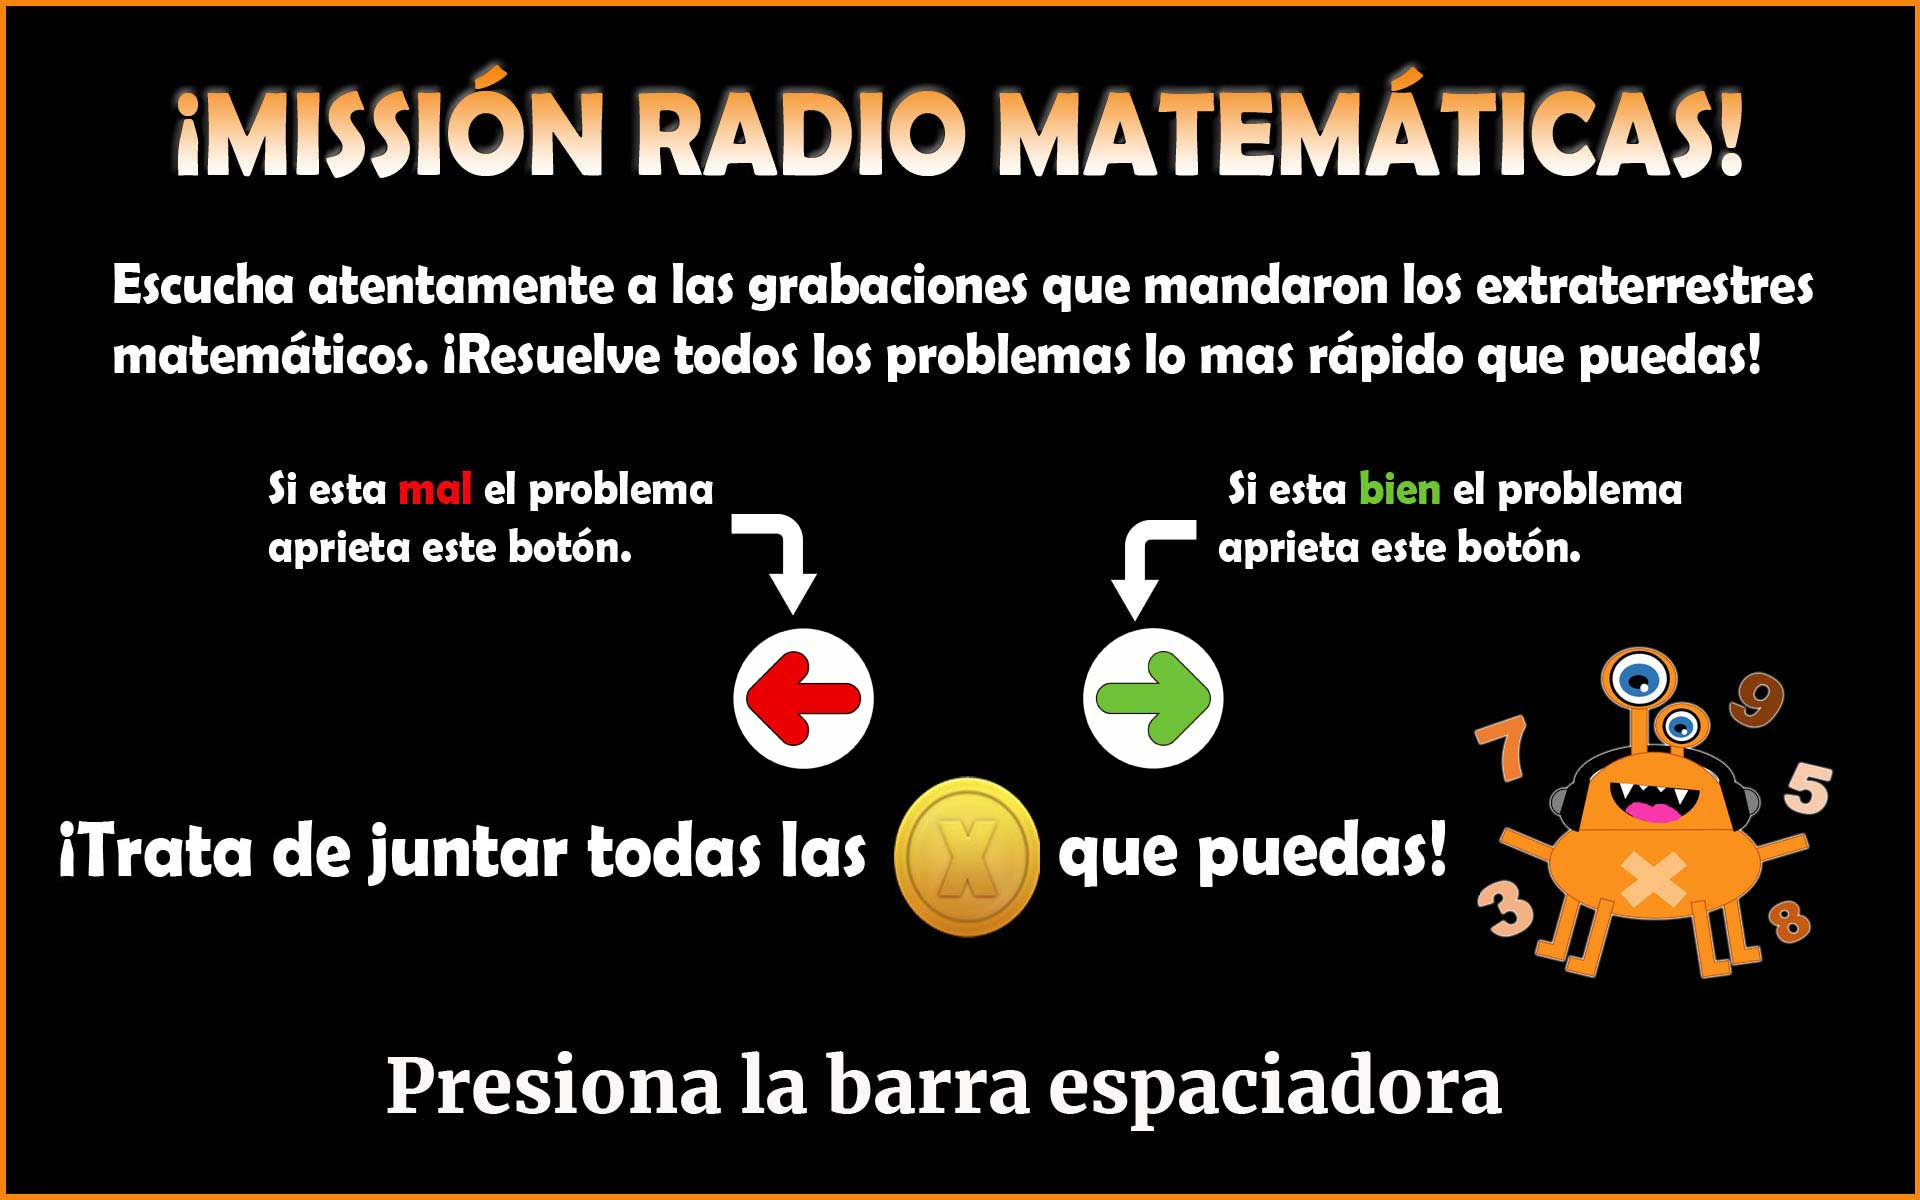 ¡MISSIÓN RADIO MATEMÁTICAS!
Escucha atentamente a las grabaciones que mandaron los extraterrestres
matemáticos. ¡Resuelve todos los problemas lo mas rápido que puedas!
Si esta mal el problema
aprieta este botón.
Si esta bien el problema
aprieta este botón.
¡Trata de juntar todas las X que puedas!
7
9
5
X
3
8
Presiona la barra espaciadora